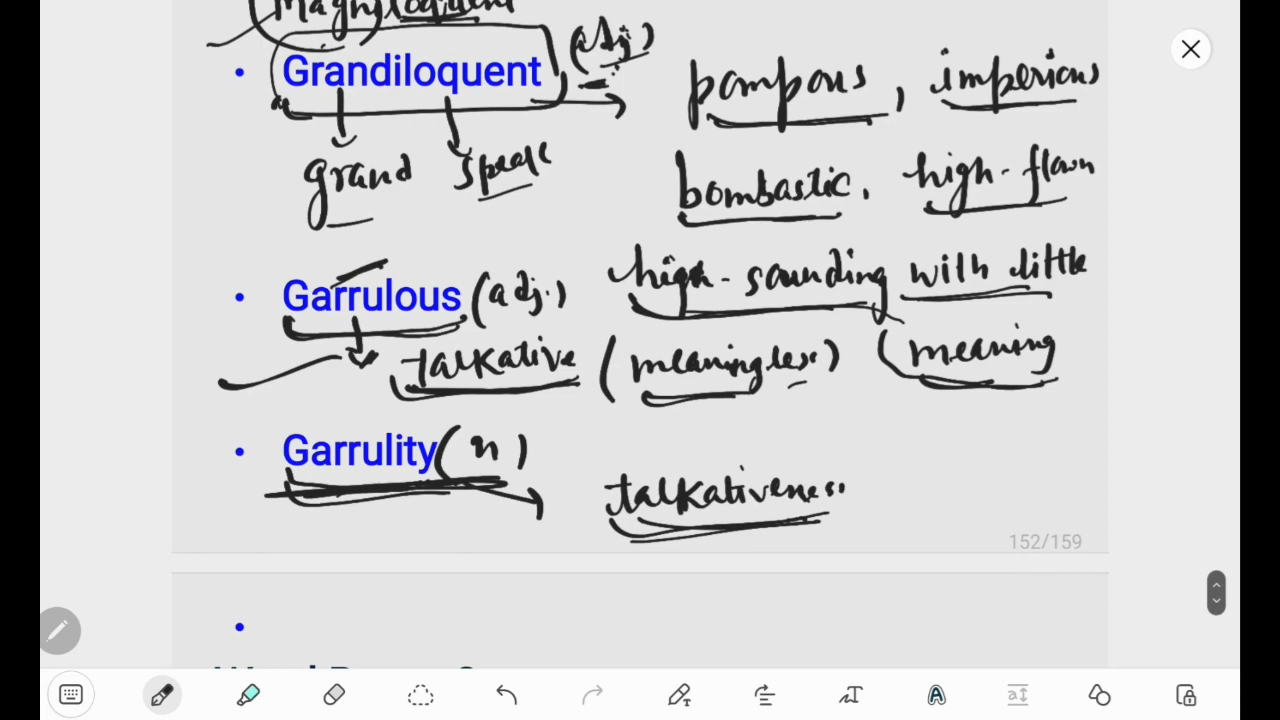 (Magniloquent
• Grandiloquent (adj)
pompous, imperious
grand speak
bombastic, high-flown
• Garrulous (adj.) high-sounding with little
talkative (meaningless) (meaning
• Garrulity (n)
talkativeness.
152/159
•